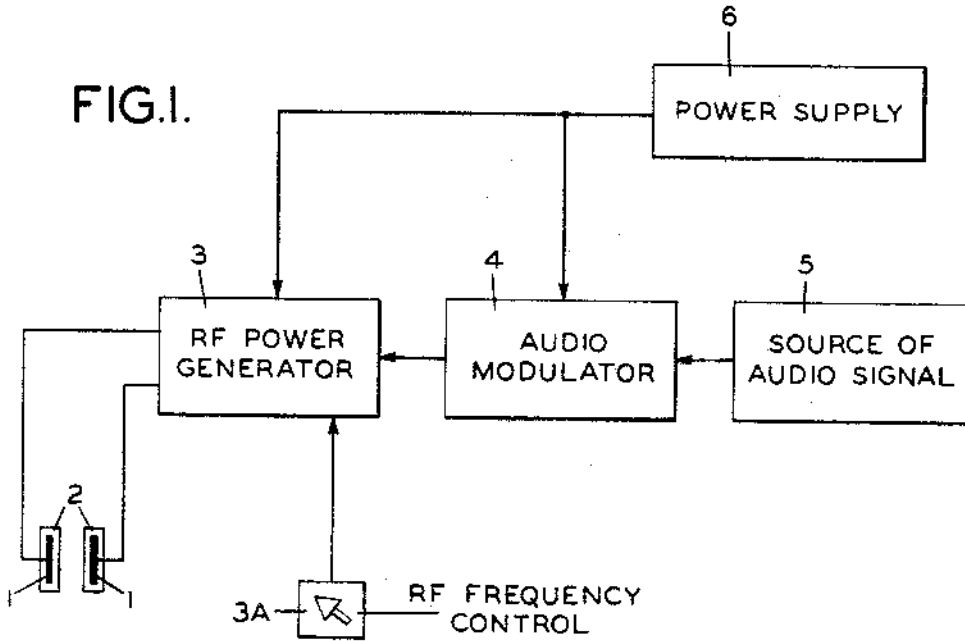 6
POWER SUPPLY
FIG.1.
3
4
5
RF POWER
GENERATOR
AUDIO
MODULATOR
SOURCE OF
AUDIO SIGNAL
2
1
1
3A
RF FREQUENCY
CONTROL